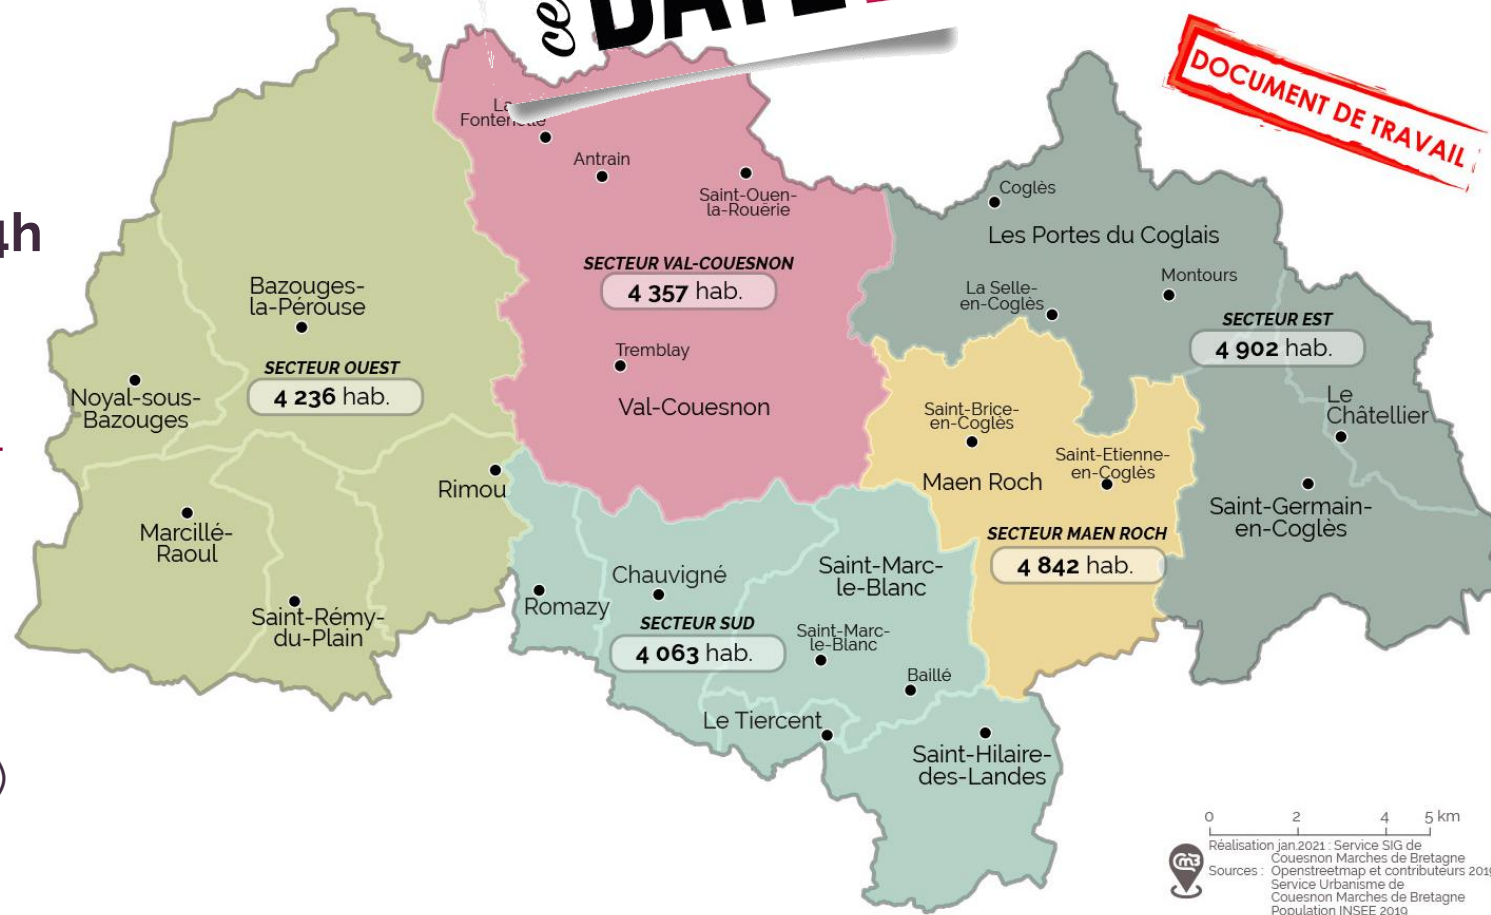 ce
DATE
DOCUMENT DE TRAVAIL
4h
La
Fontenelle
Antrain
Saint-Ouen-
la-Rouërie
SECTEUR VAL-COUESNON
4 357 hab.
Tremblay
Val-Couesnon
Coglès
Les Portes du Coglais
La Selle-
en-Coglès
Montours
SECTEUR EST
4 902 hab.
Le
Châtellier
Saint-Germain-
en-Coglès
Bazouges-
la-Pérouse
SECTEUR OUEST
4 236 hab.
Noyal-sous-
Bazouges
Rimou
Marcillé-
Raoul
Saint-Rémy-
du-Plain
Saint-Brice-
en-Coglès
Saint-Etienne-
en-Coglès
Maen Roch
SECTEUR MAEN ROCH
4 842 hab.
Romazy
Chauvigné
Saint-Marc-
le-Blanc
SECTEUR SUD
4 063 hab.
Saint-Marc-
le-Blanc
Baillé
Le Tiercent
Saint-Hilaire-
des-Landes
)
0 2 4 5 km
Réalisation jan.2021 : Service SIG de
Couesnon Marches de Bretagne
Sources : Openstreetmap et contributeurs 2019
Service Urbanisme de
Couesnon Marches de Bretagne
Population INSEE 2019